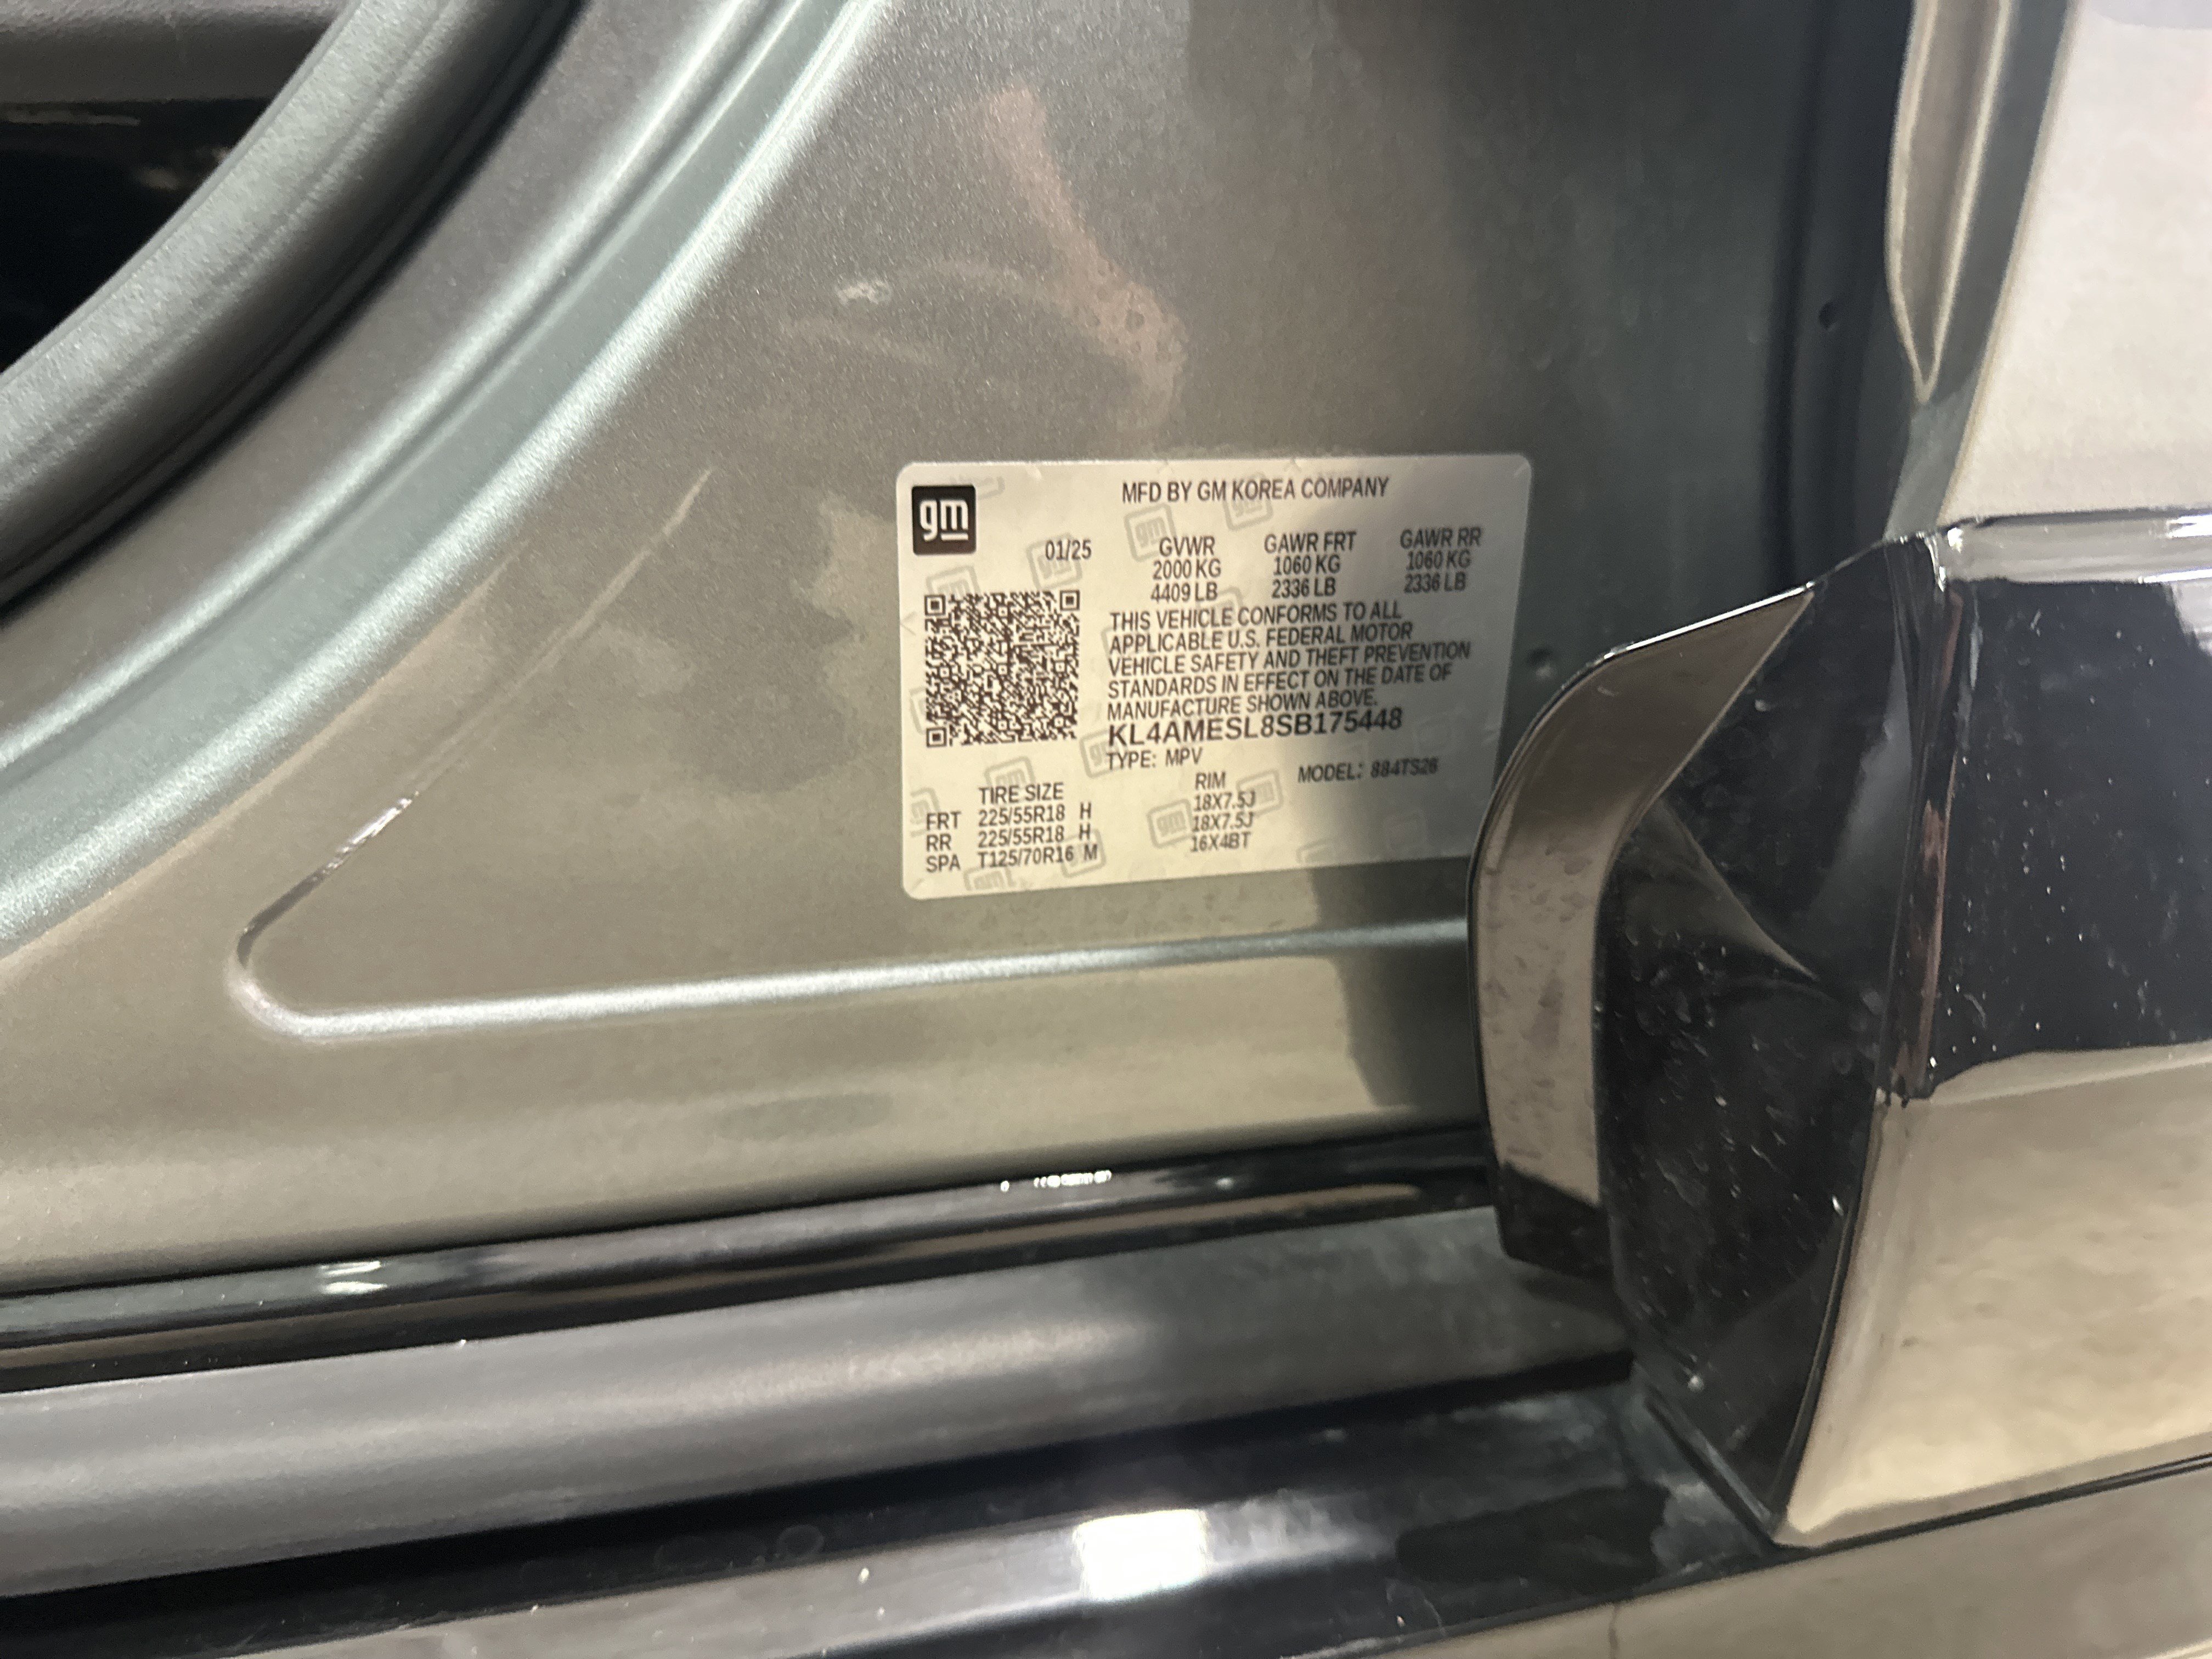 gm
MFD BY GM KOREA COMPANY
01/25 GVWR GAWR FRT GAWR RR
2000 KG 1060 KG 1060 KG
4409 LB 2336 LB 2336 LB
THIS VEHICLE CONFORMS TO ALL
APPLICABLE U.S. FEDERAL MOTOR
VEHICLE SAFETY AND THEFT PREVENTION
STANDARDS IN EFFECT ON THE DATE OF
MANUFACTURE SHOWN ABOVE.
KL4AMESL8SB175448
TYPE: MPV MODEL: 884TS26
TIRE SIZE RIM
FRT 225/55R18 H 18X7.5J
RR 225/55R18 H 18X7.5J
SPA T125/70R16 M 16X4BT